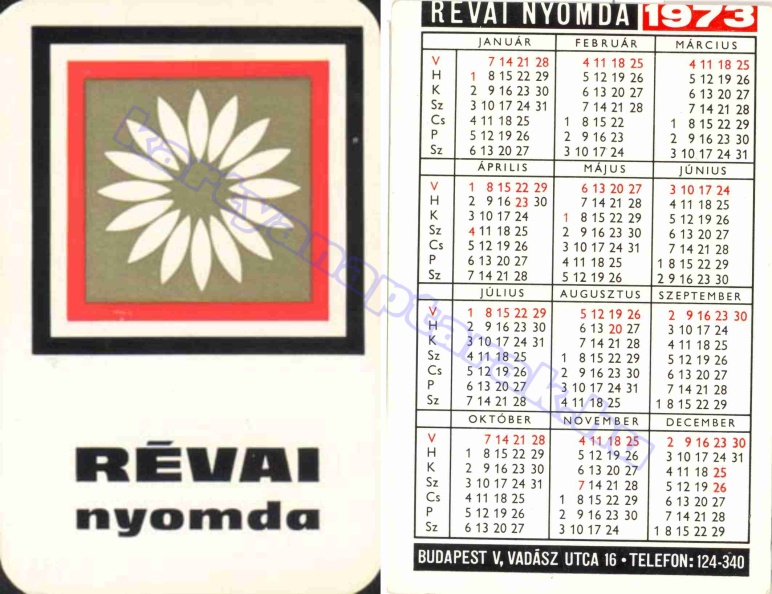 RÉVAI
nyomda
kartyanaptarak.hu
RÉVAI NYOMDA 1973
JANUÁR FEBRUÁR MÁRCIUS
V 7 14 21 28 4 11 18 25 4 11 18 25
H 1 8 15 22 29 5 12 19 26 5 12 19 26
K 2 9 16 23 30 6 13 20 27 6 13 20 27
Sz 3 10 17 24 31 7 14 21 28 7 14 21 28
Cs 4 11 18 25 1 8 15 22 1 8 15 22 29
P 5 12 19 26 2 9 16 23 2 9 16 23 30
Sz 6 13 20 27 3 10 17 24 3 10 17 24 31
ÁPRILIS MÁJUS JÚNIUS
V 1 8 15 22 29 6 13 20 27 3 10 17 24
H 2 9 16 23 30 7 14 21 28 4 11 18 25
K 3 10 17 24 1 8 15 22 29 5 12 19 26
Sz 4 11 18 25 2 9 16 23 30 6 13 20 27
Cs 5 12 19 26 3 10 17 24 31 7 14 21 28
P 6 13 20 27 4 11 18 25 1 8 15 22 29
Sz 7 14 21 28 5 12 19 26 2 9 16 23 30
JÚLIUS AUGUSZTUS SZEPTEMBER
V 1 8 15 22 29 5 12 19 26 2 9 16 23 30
H 2 9 16 23 30 6 13 20 27 3 10 17 24
K 3 10 17 24 31 7 14 21 28 4 11 18 25
Sz 4 11 18 25 1 8 15 22 29 5 12 19 26
Cs 5 12 19 26 2 9 16 23 30 6 13 20 27
P 6 13 20 27 3 10 17 24 31 7 14 21 28
Sz 7 14 21 28 4 11 18 25 1 8 15 22 29
OKTÓBER NOVEMBER DECEMBER
V 7 14 21 28 4 11 18 25 2 9 16 23 30
H 1 8 15 22 29 5 12 19 26 3 10 17 24 31
K 2 9 16 23 30 6 13 20 27 4 11 18 25
Sz 3 10 17 24 31 7 14 21 28 5 12 19 26
Cs 4 11 18 25 1 8 15 22 29 6 13 20 27
P 5 12 19 26 2 9 16 23 30 7 14 21 28
Sz 6 13 20 27 3 10 17 24 1 8 15 22 29
BUDAPEST V, VADÁSZ UTCA 16 • TELEFON: 124-340